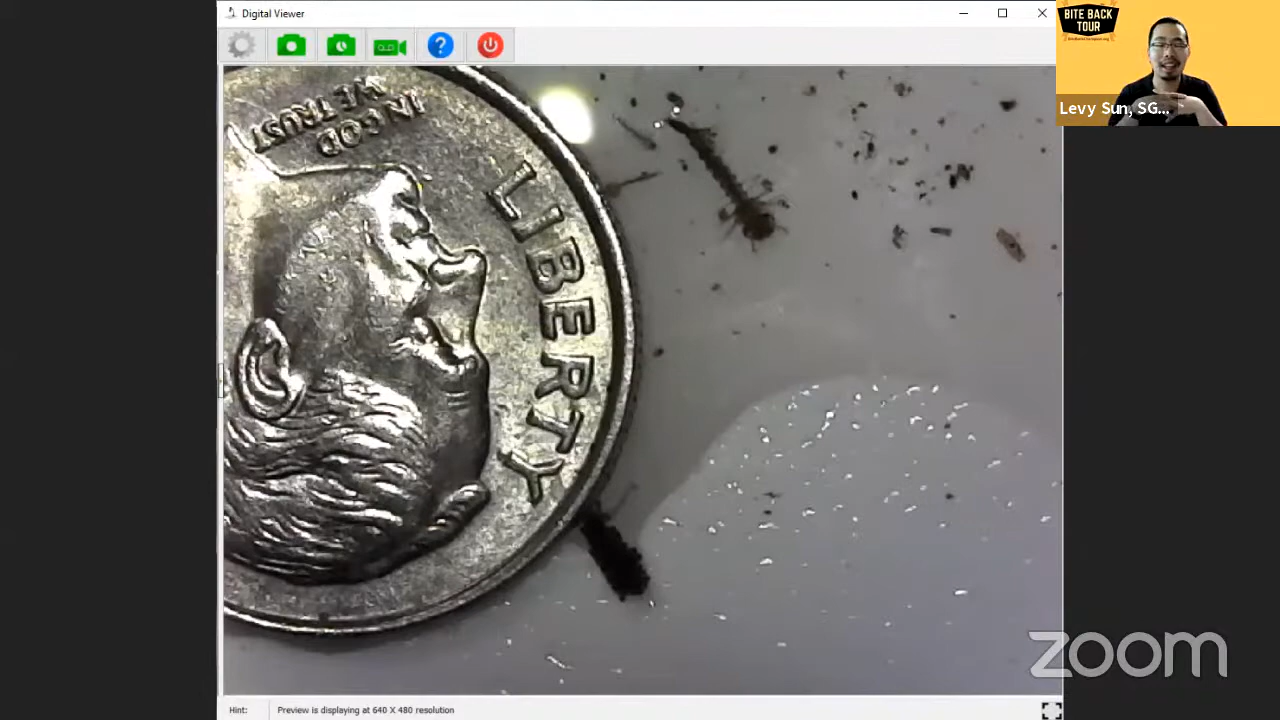 Digital Viewer
BITE BACK
TOUR
Levy Sun, SG...
IN GOD
WE TRUST
LIBERTY
zoom
Hint:
Preview is displaying at 640 X 480 resolution